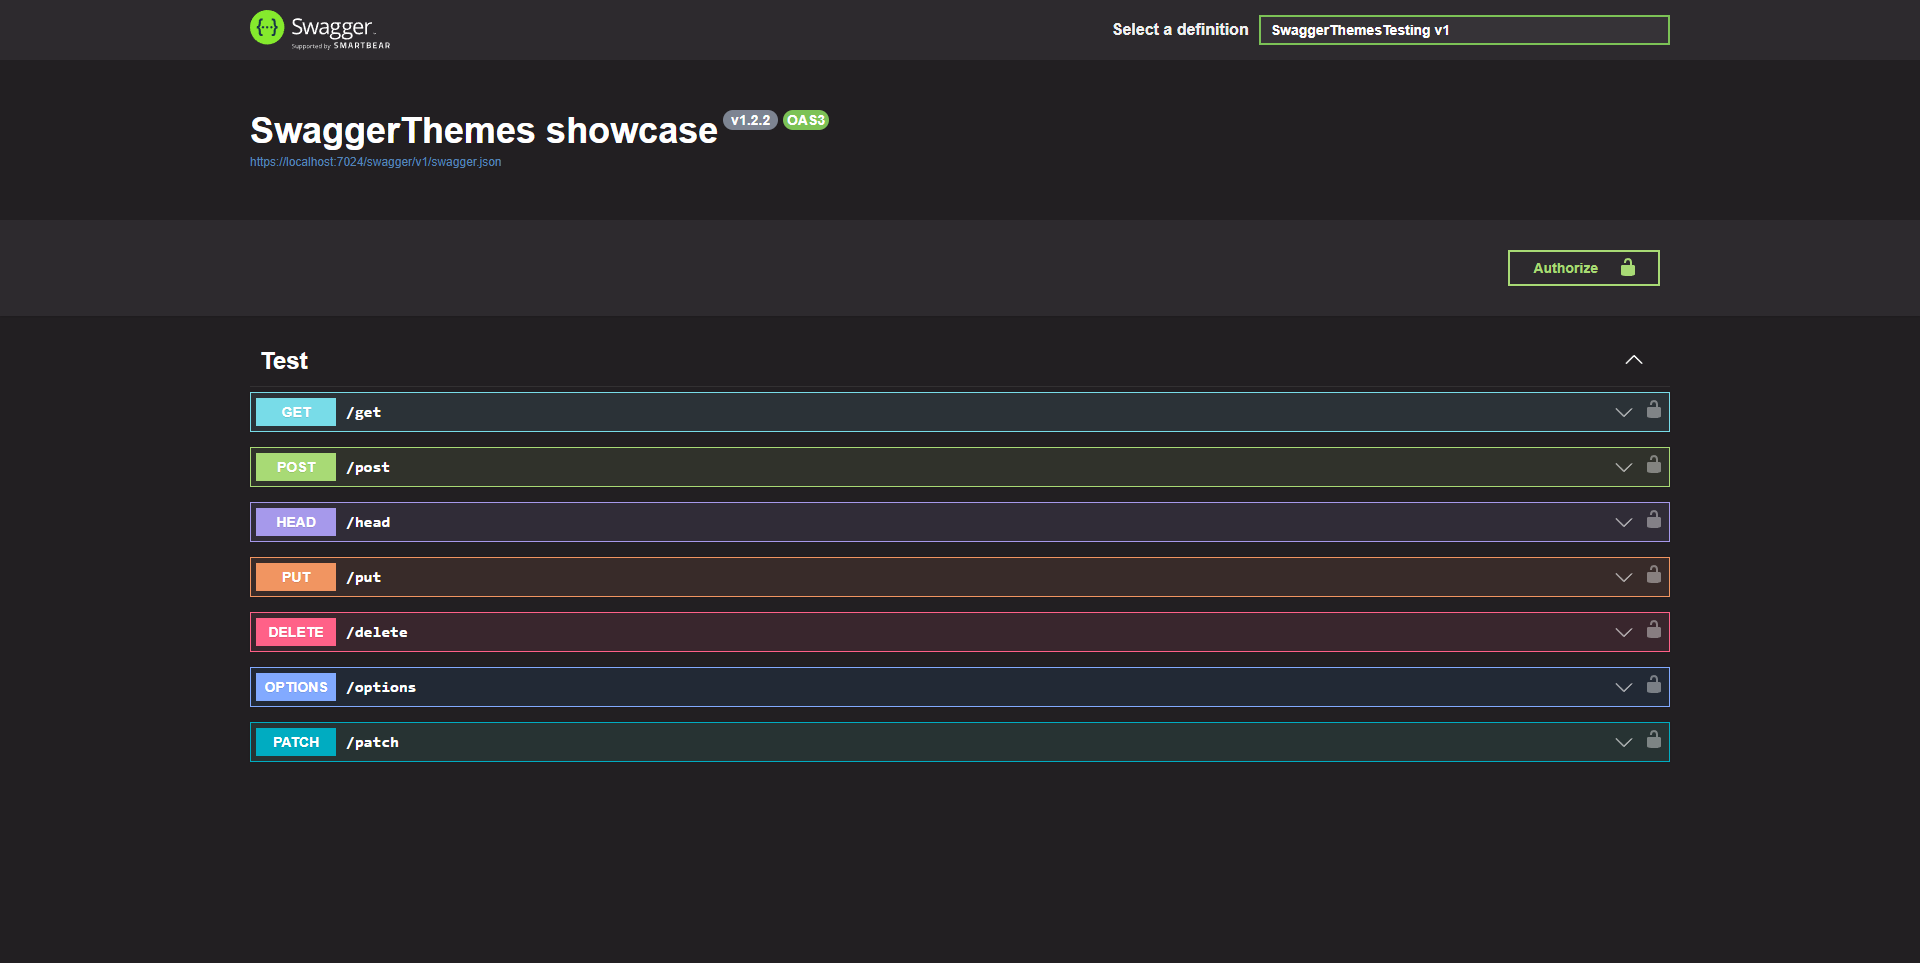 Swagger
Supported by SMARTBEAR
Select a definition
SwaggerThemesTesting v1
SwaggerThemes showcase v1.2.2 OAS3
https://localhost:7024/swagger/v1/swagger.json
Authorize
Test
GET /get
POST /post
HEAD /head
PUT /put
DELETE /delete
OPTIONS /options
PATCH /patch